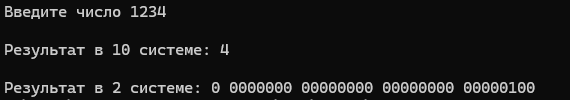 Введите число 1234
Результат в 10 системе: 4
Результат в 2 системе: 0 0000000 00000000 00000000 00000100